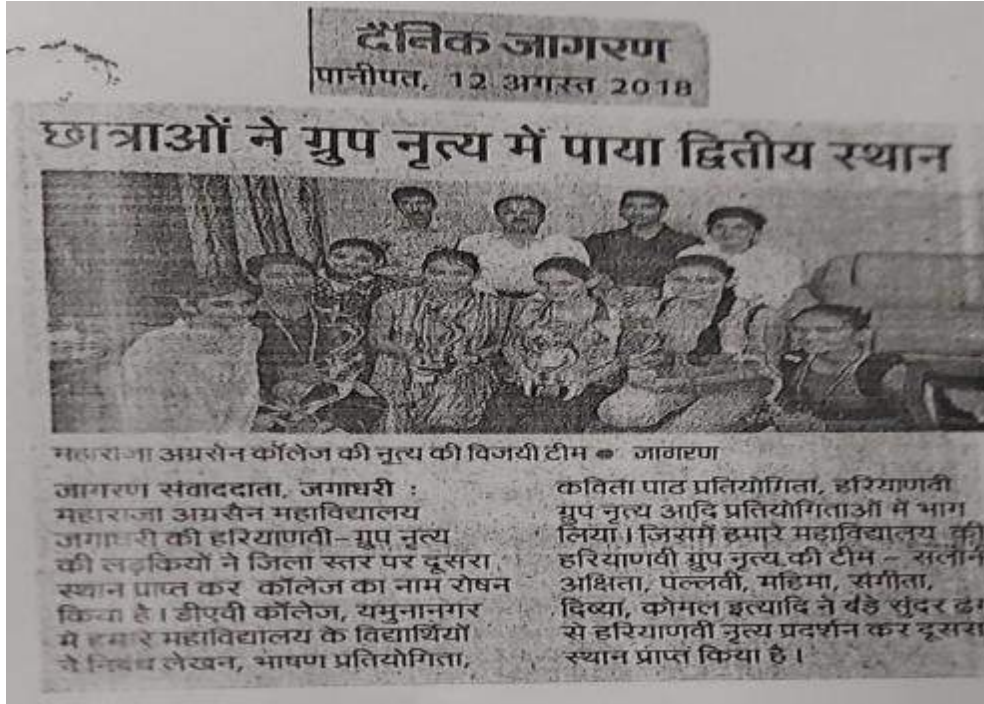 दैनिक जागरण
पानीपत, 12 अगस्त 2018
छात्राओं ने ग्रुप नृत्य में पाया द्वितीय स्थान
महाराजा अग्रसेन कॉलेज की नृत्य की विजयी टीम ● जागरण
जागरण संवाददाता, जगाधरी :
महाराजा अग्रसैन महाविद्यालय
जगाधरी की हरियाणवी-ग्रुप नृत्य
की लड़कियों ने जिला स्तर पर दूसरा
स्थान प्राप्त कर कॉलेज का नाम रोषन
किया है। डीएवी कॉलेज, यमुनानगर
में हमारे महाविद्यालय के विद्यार्थियों
ने निबंध लेखन, भाषण प्रतियोगिता,
कविता पाठ प्रतियोगिता, हरियाणवी
ग्रुप नृत्य आदि प्रतियोगिताओं में भाग
लिया। जिसमें हमारे महाविद्यालय की
हरियाणवी ग्रुप नृत्य की टीम - सलोनी
अक्षिता, पल्लवी, महिमा, संगीता,
दिव्या, कोमल इत्यादि ने बड़े सुंदर ढंग
से हरियाणवी नृत्य प्रदर्शन कर दूसरा
स्थान प्राप्त किया है।